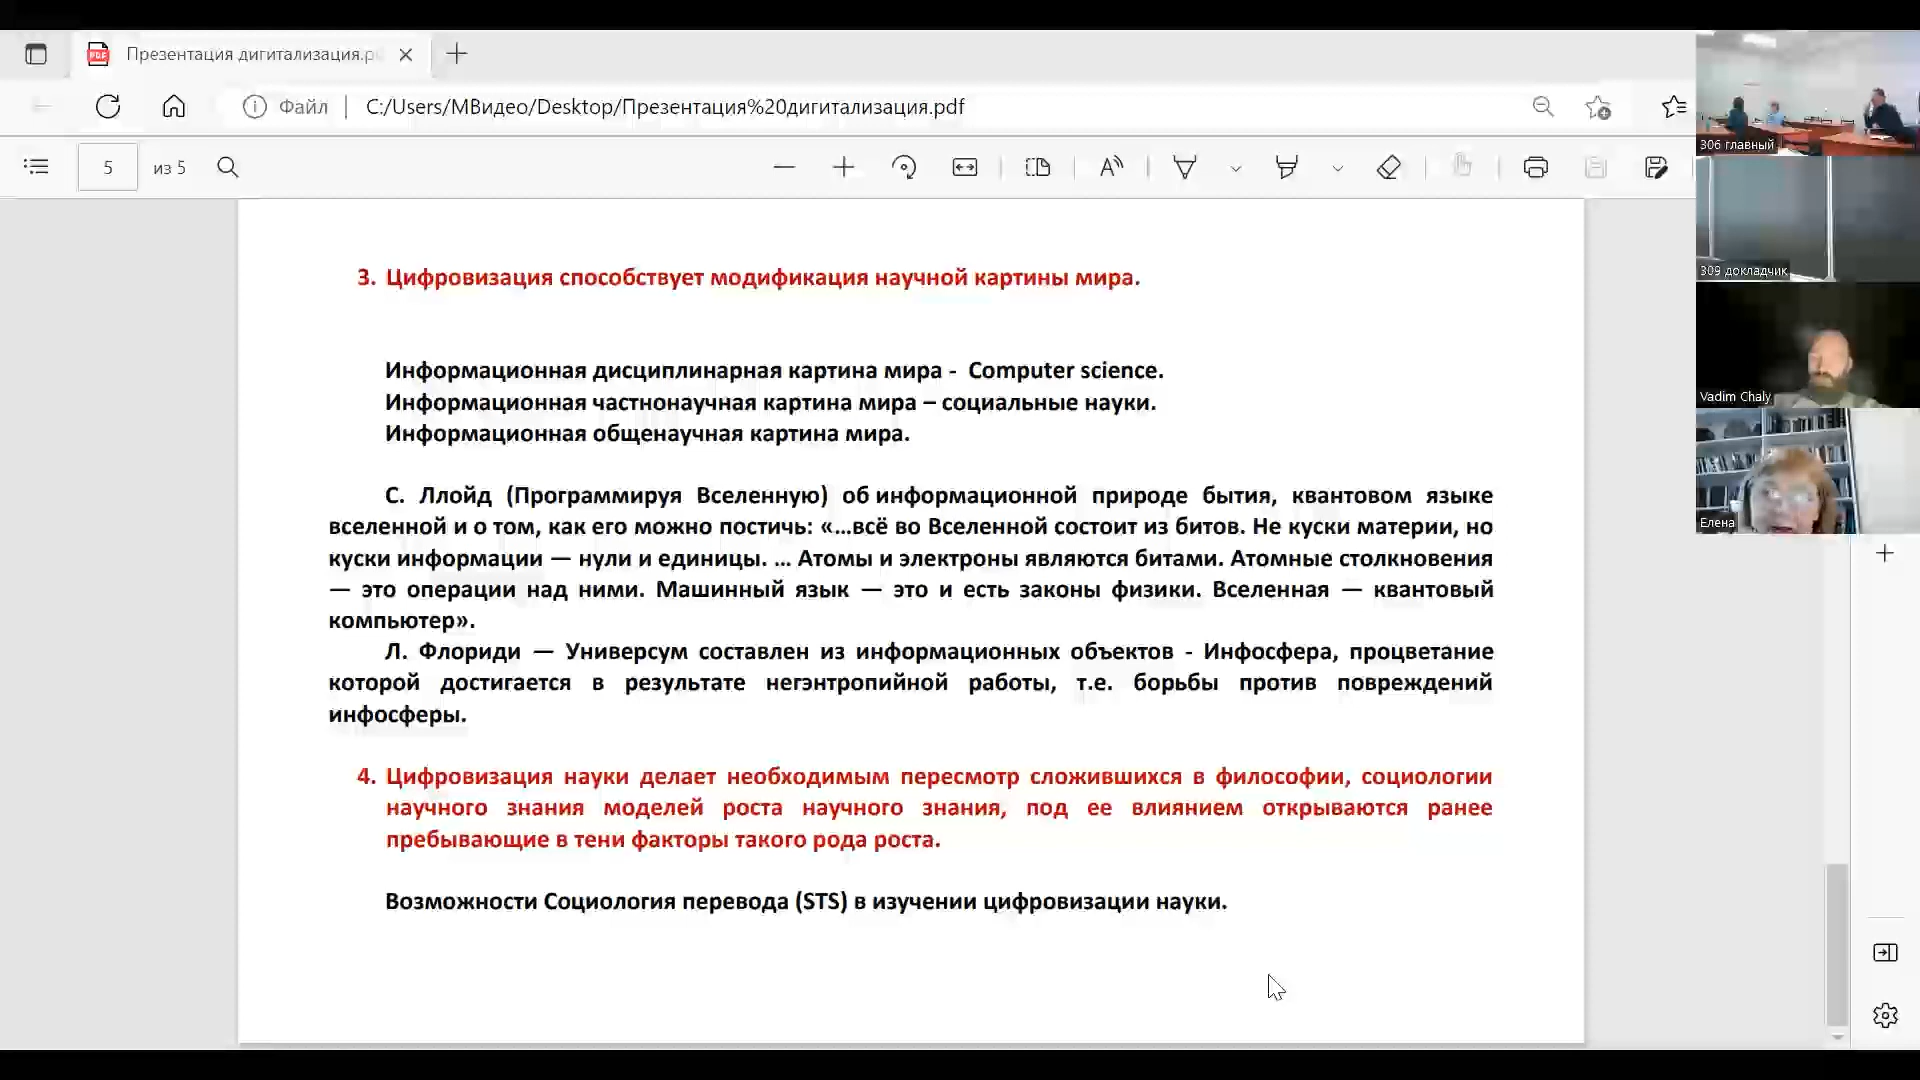 Презентация дигитализация.p
Файл
C:/Users/МВидео/Desktop/Презентация%20дигитализация.pdf
5
из 5
3. Цифровизация способствует модификация научной картины мира.
Информационная дисциплинарная картина мира - Computer science.
Информационная частнонаучная картина мира – социальные науки.
Информационная общенаучная картина мира.
С. Ллойд (Программируя Вселенную) об информационной природе бытия, квантовом языке
вселенной и о том, как его можно постичь: «…всё во Вселенной состоит из битов. Не куски материи, но
куски информации — нули и единицы. ... Атомы и электроны являются битами. Атомные столкновения
— это операции над ними. Машинный язык — это и есть законы физики. Вселенная — квантовый
компьютер».
Л. Флориди — Универсум составлен из информационных объектов - Инфосфера, процветание
которой достигается в результате негэнтропийной работы, т.е. борьбы против повреждений
инфосферы.
4. Цифровизация науки делает необходимым пересмотр сложившихся в философии, социологии
научного знания моделей роста научного знания, под ее влиянием открываются ранее
пребывающие в тени факторы такого рода роста.
Возможности Социология перевода (STS) в изучении цифровизации науки.
306 главный
309 докладчик
Vadim Chaly
Елена